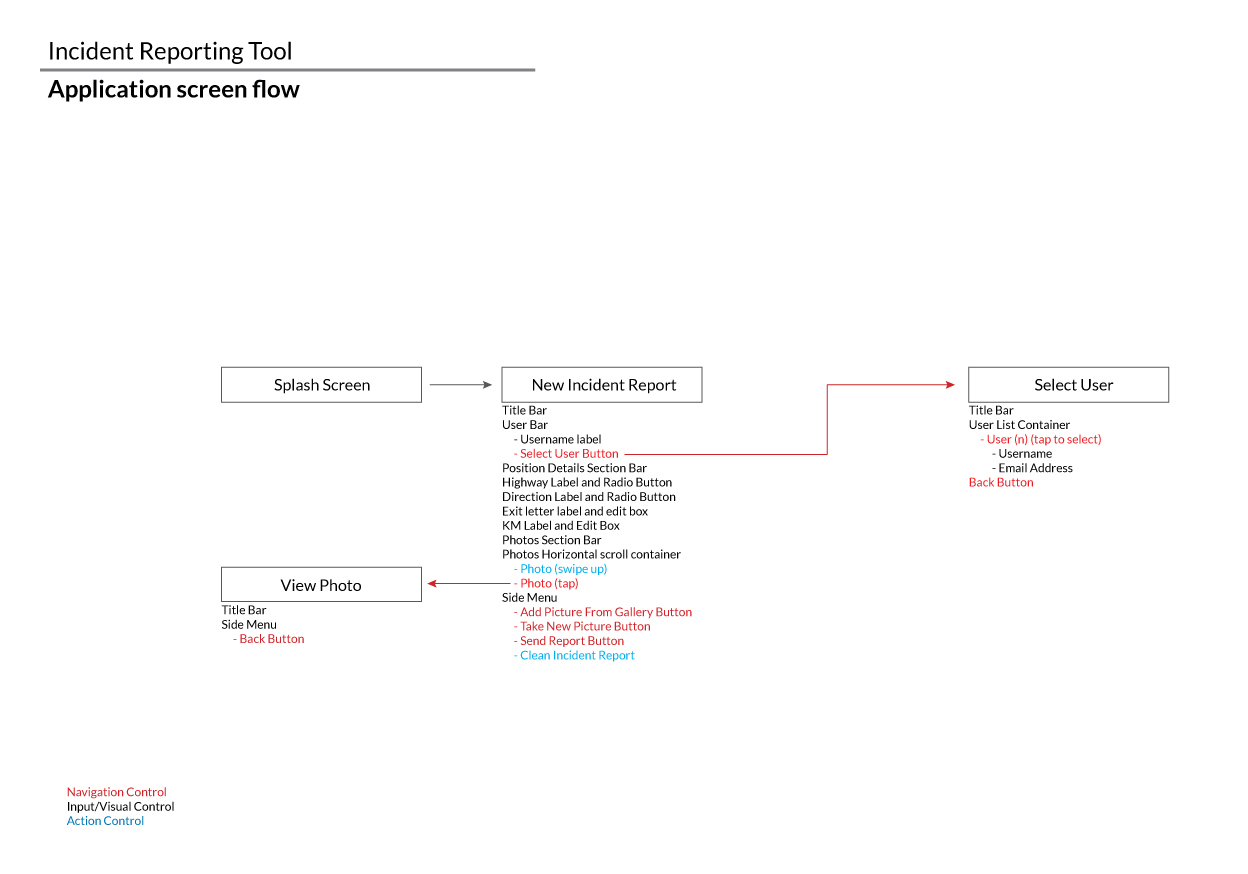 Incident Reporting Tool
Application screen flow
Splash Screen
New Incident Report
Title Bar
User Bar
- Username label
- Select User Button
Position Details Section Bar
Highway Label and Radio Button
Direction Label and Radio Button
Exit letter label and edit box
KM Label and Edit Box
Photos Section Bar
Photos Horizontal scroll container
- Photo (swipe up)
- Photo (tap)
Side Menu
- Add Picture From Gallery Button
- Take New Picture Button
- Send Report Button
- Clean Incident Report
Select User
Title Bar
User List Container
- User (n) (tap to select)
- Username
- Email Address
Back Button
View Photo
Title Bar
Side Menu
- Back Button
Navigation Control
Input/Visual Control
Action Control